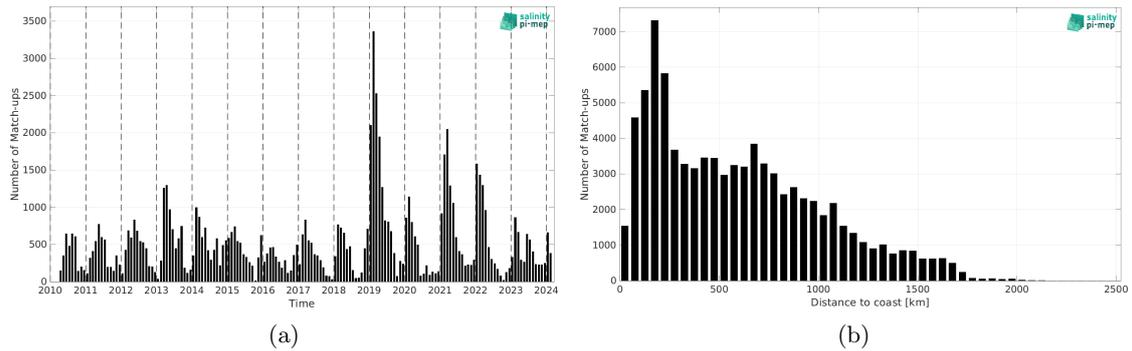 salinity
pi-mep
3500
3000
2500
2000
1500
1000
500
0
Number of Match-ups
2010 2011 2012 2013 2014 2015 2016 2017 2018 2019 2020 2021 2022 2023 2024
Time
(a)
salinity
pi-mep
7000
6000
5000
4000
3000
2000
1000
0
Number of Match-ups
0 500 1000 1500 2000 2500
Distance to coast [km]
(b)